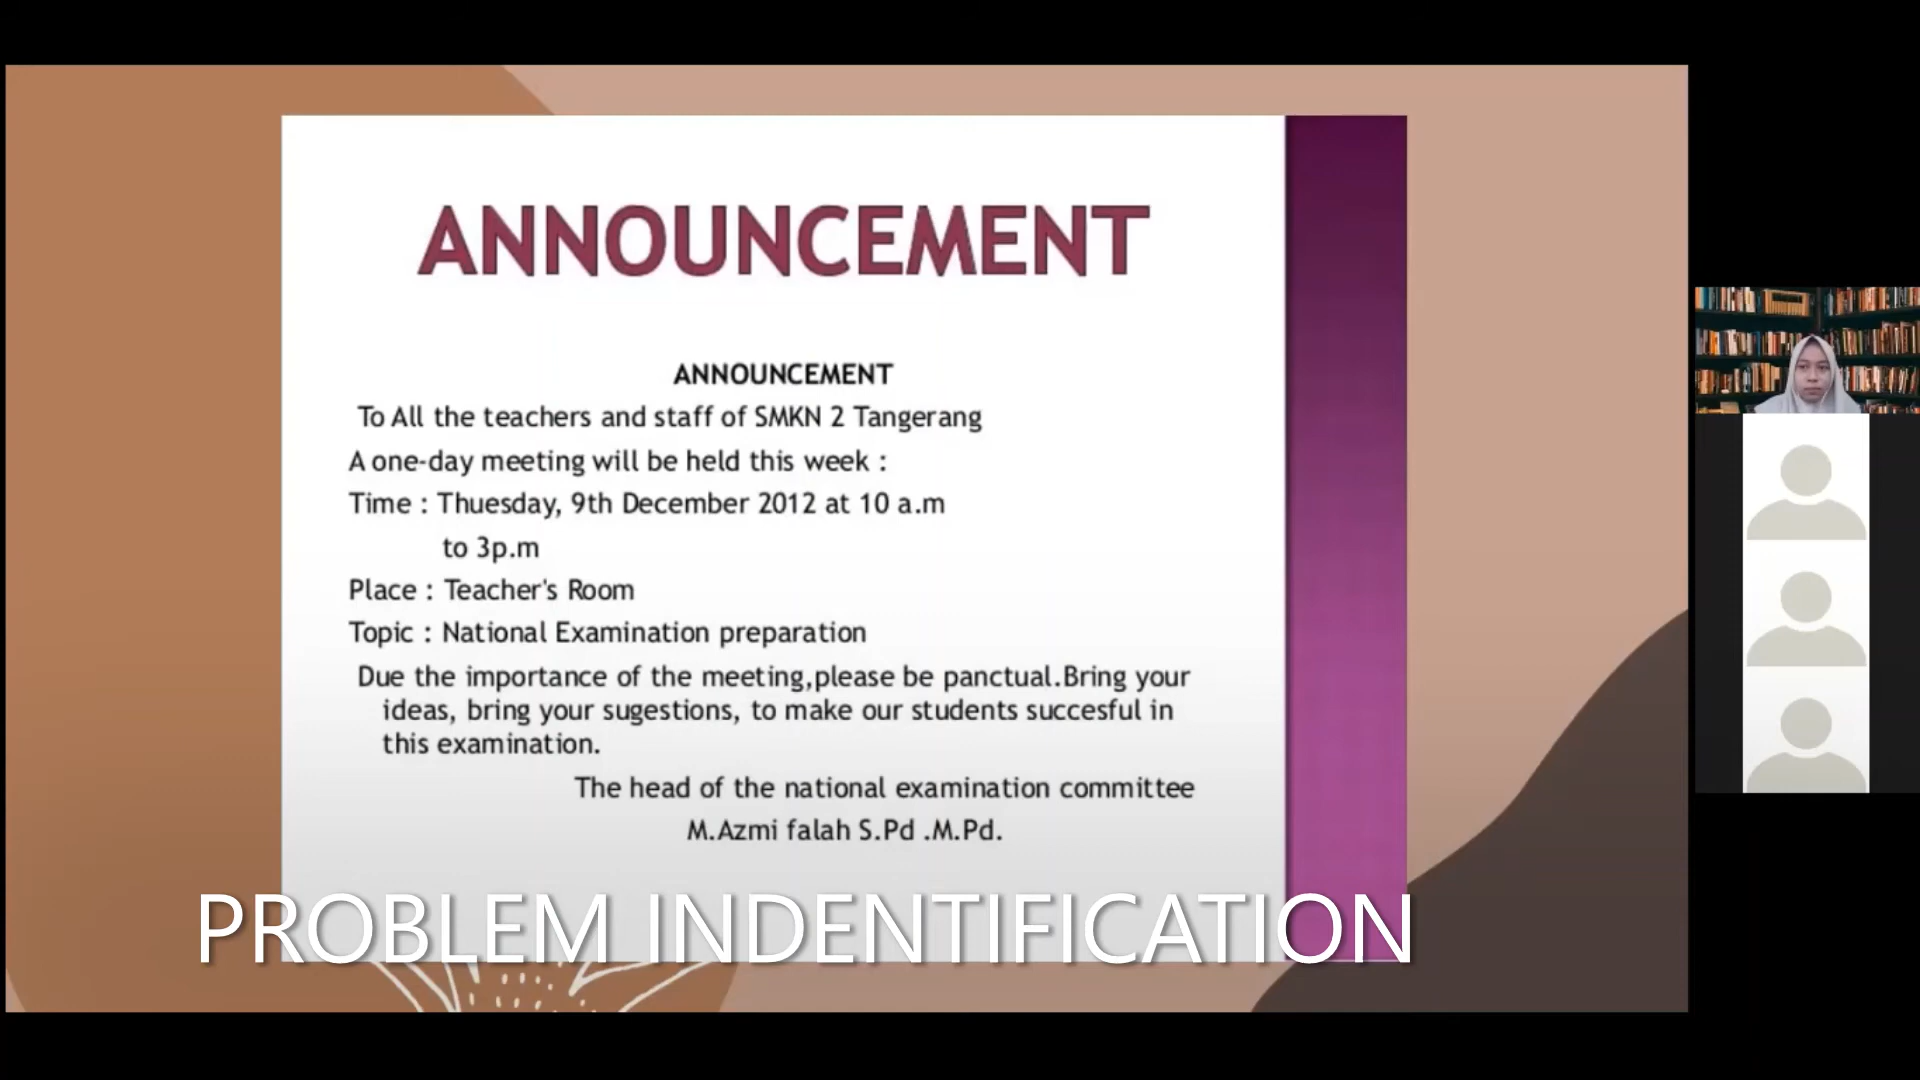 ANNOUNCEMENT
ANNOUNCEMENT
To All the teachers and staff of SMKN 2 Tangerang
A one-day meeting will be held this week :
Time : Thuesday, 9th December 2012 at 10 a.m
to 3p.m
Place : Teacher's Room
Topic : National Examination preparation
Due the importance of the meeting,please be panctual.Bring your
ideas, bring your sugestions, to make our students succesful in
this examination.
The head of the national examination committee
M.Azmi falah S.Pd .M.Pd.
PROBLEM INDENTIFICATION